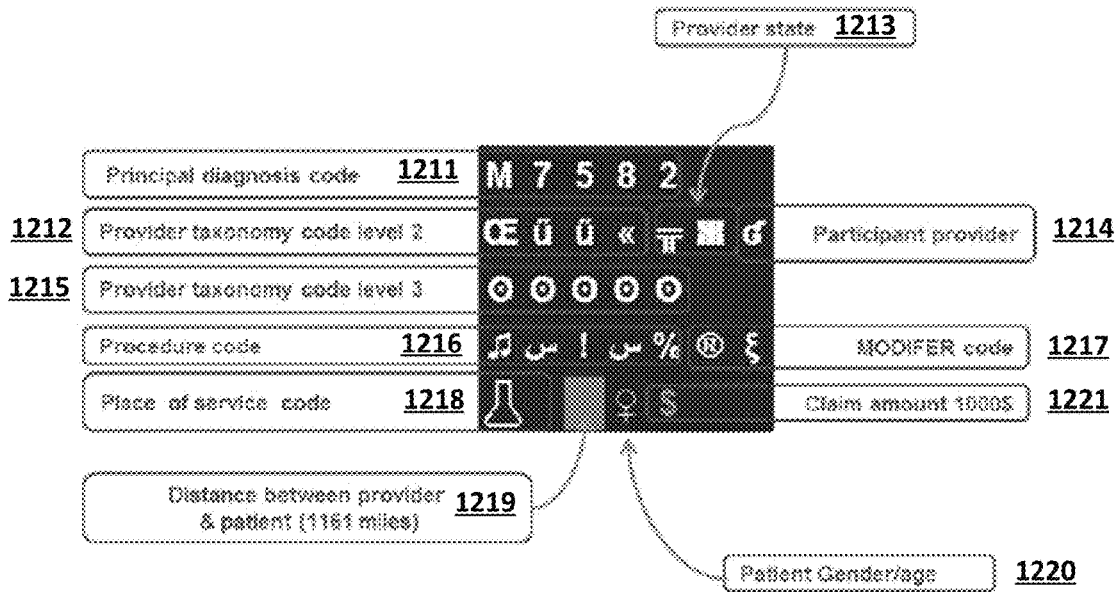 Provider state 1213
Principal diagnosis code 1211 M 7 5 8 2
1212 Provider taxonomy code level 2 Œ ű ű « ╥ ɠ Participant provider 1214
1215 Provider taxonomy code level 3 ʘ ʘ ʘ ʘ ʘ
Procedure code 1216 ♫ س ! س % ® ξ MODIFER code 1217
Place of service code 1218 ♀ $ Claim amount 1000$ 1221
Distance between provider 1219
& patient (1161 miles)
Patient Gender/age 1220